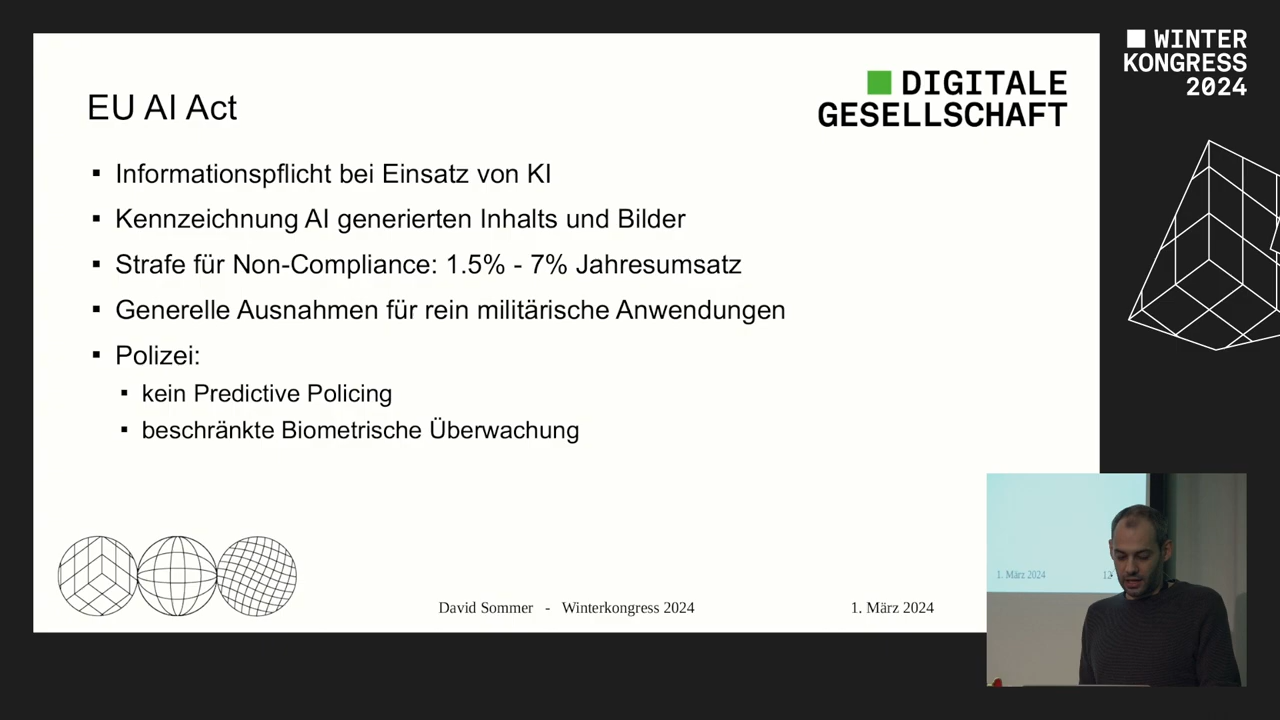 WINTER
KONGRESS
2024
DIGITALE
GESELLSCHAFT
EU AI Act
Informationspflicht bei Einsatz von KI
Kennzeichnung AI generierten Inhalts und Bilder
Strafe für Non-Compliance: 1.5% - 7% Jahresumsatz
Generelle Ausnahmen für rein militärische Anwendungen
Polizei:
kein Predictive Policing
beschränkte Biometrische Überwachung
David Sommer - Winterkongress 2024
1. März 2024
1. März 2024
12